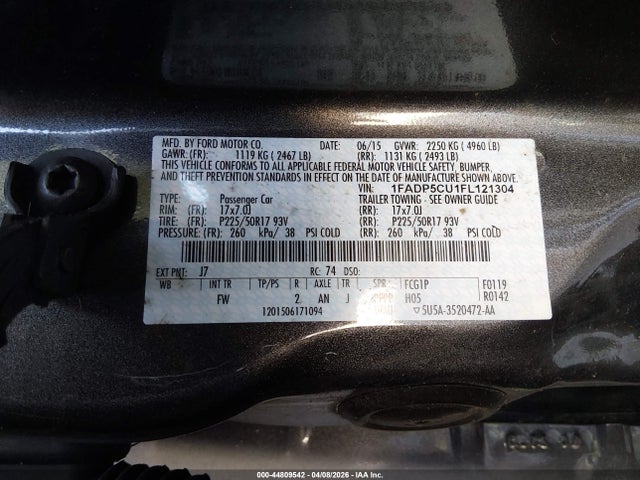 MFD. BY FORD MOTOR CO. DATE: 06/15 GVWR: 2250 KG ( 4960 LB)
GAWR: (FR): 1119 KG ( 2467 LB) (RR): 1131 KG ( 2493 LB)
THIS VEHICLE CONFORMS TO ALL APPLICABLE FEDERAL MOTOR VEHICLE SAFETY, BUMPER,
AND THEFT PREVENTION STANDARDS IN EFFECT ON THE DATE OF MANUFACTURE SHOWN ABOVE.
VIN: 1FADP5CU1FL121304
TYPE: Passenger Car TRAILER TOWING - SEE OWNER GUIDE
RIM: (FR) 17x7.0J (RR): 17x7.0J
TIRE: (FR) P225/50R17 93V (RR): P225/50R17 93V
PRESSURE: (FR) 260 kPa/ 38 PSI COLD (RR): 260 kPa/ 38 PSI COLD
EXT PNT: J7 RC: 74 DSO:
WB INT TR TP/PS R AXLE TR SPR FCG1P F0119
FW 2 AN J H05 R0142
1201506171094 ▽5U5A-3520472-AA
000-44809542 - 04/08/2026 - IAA Inc.